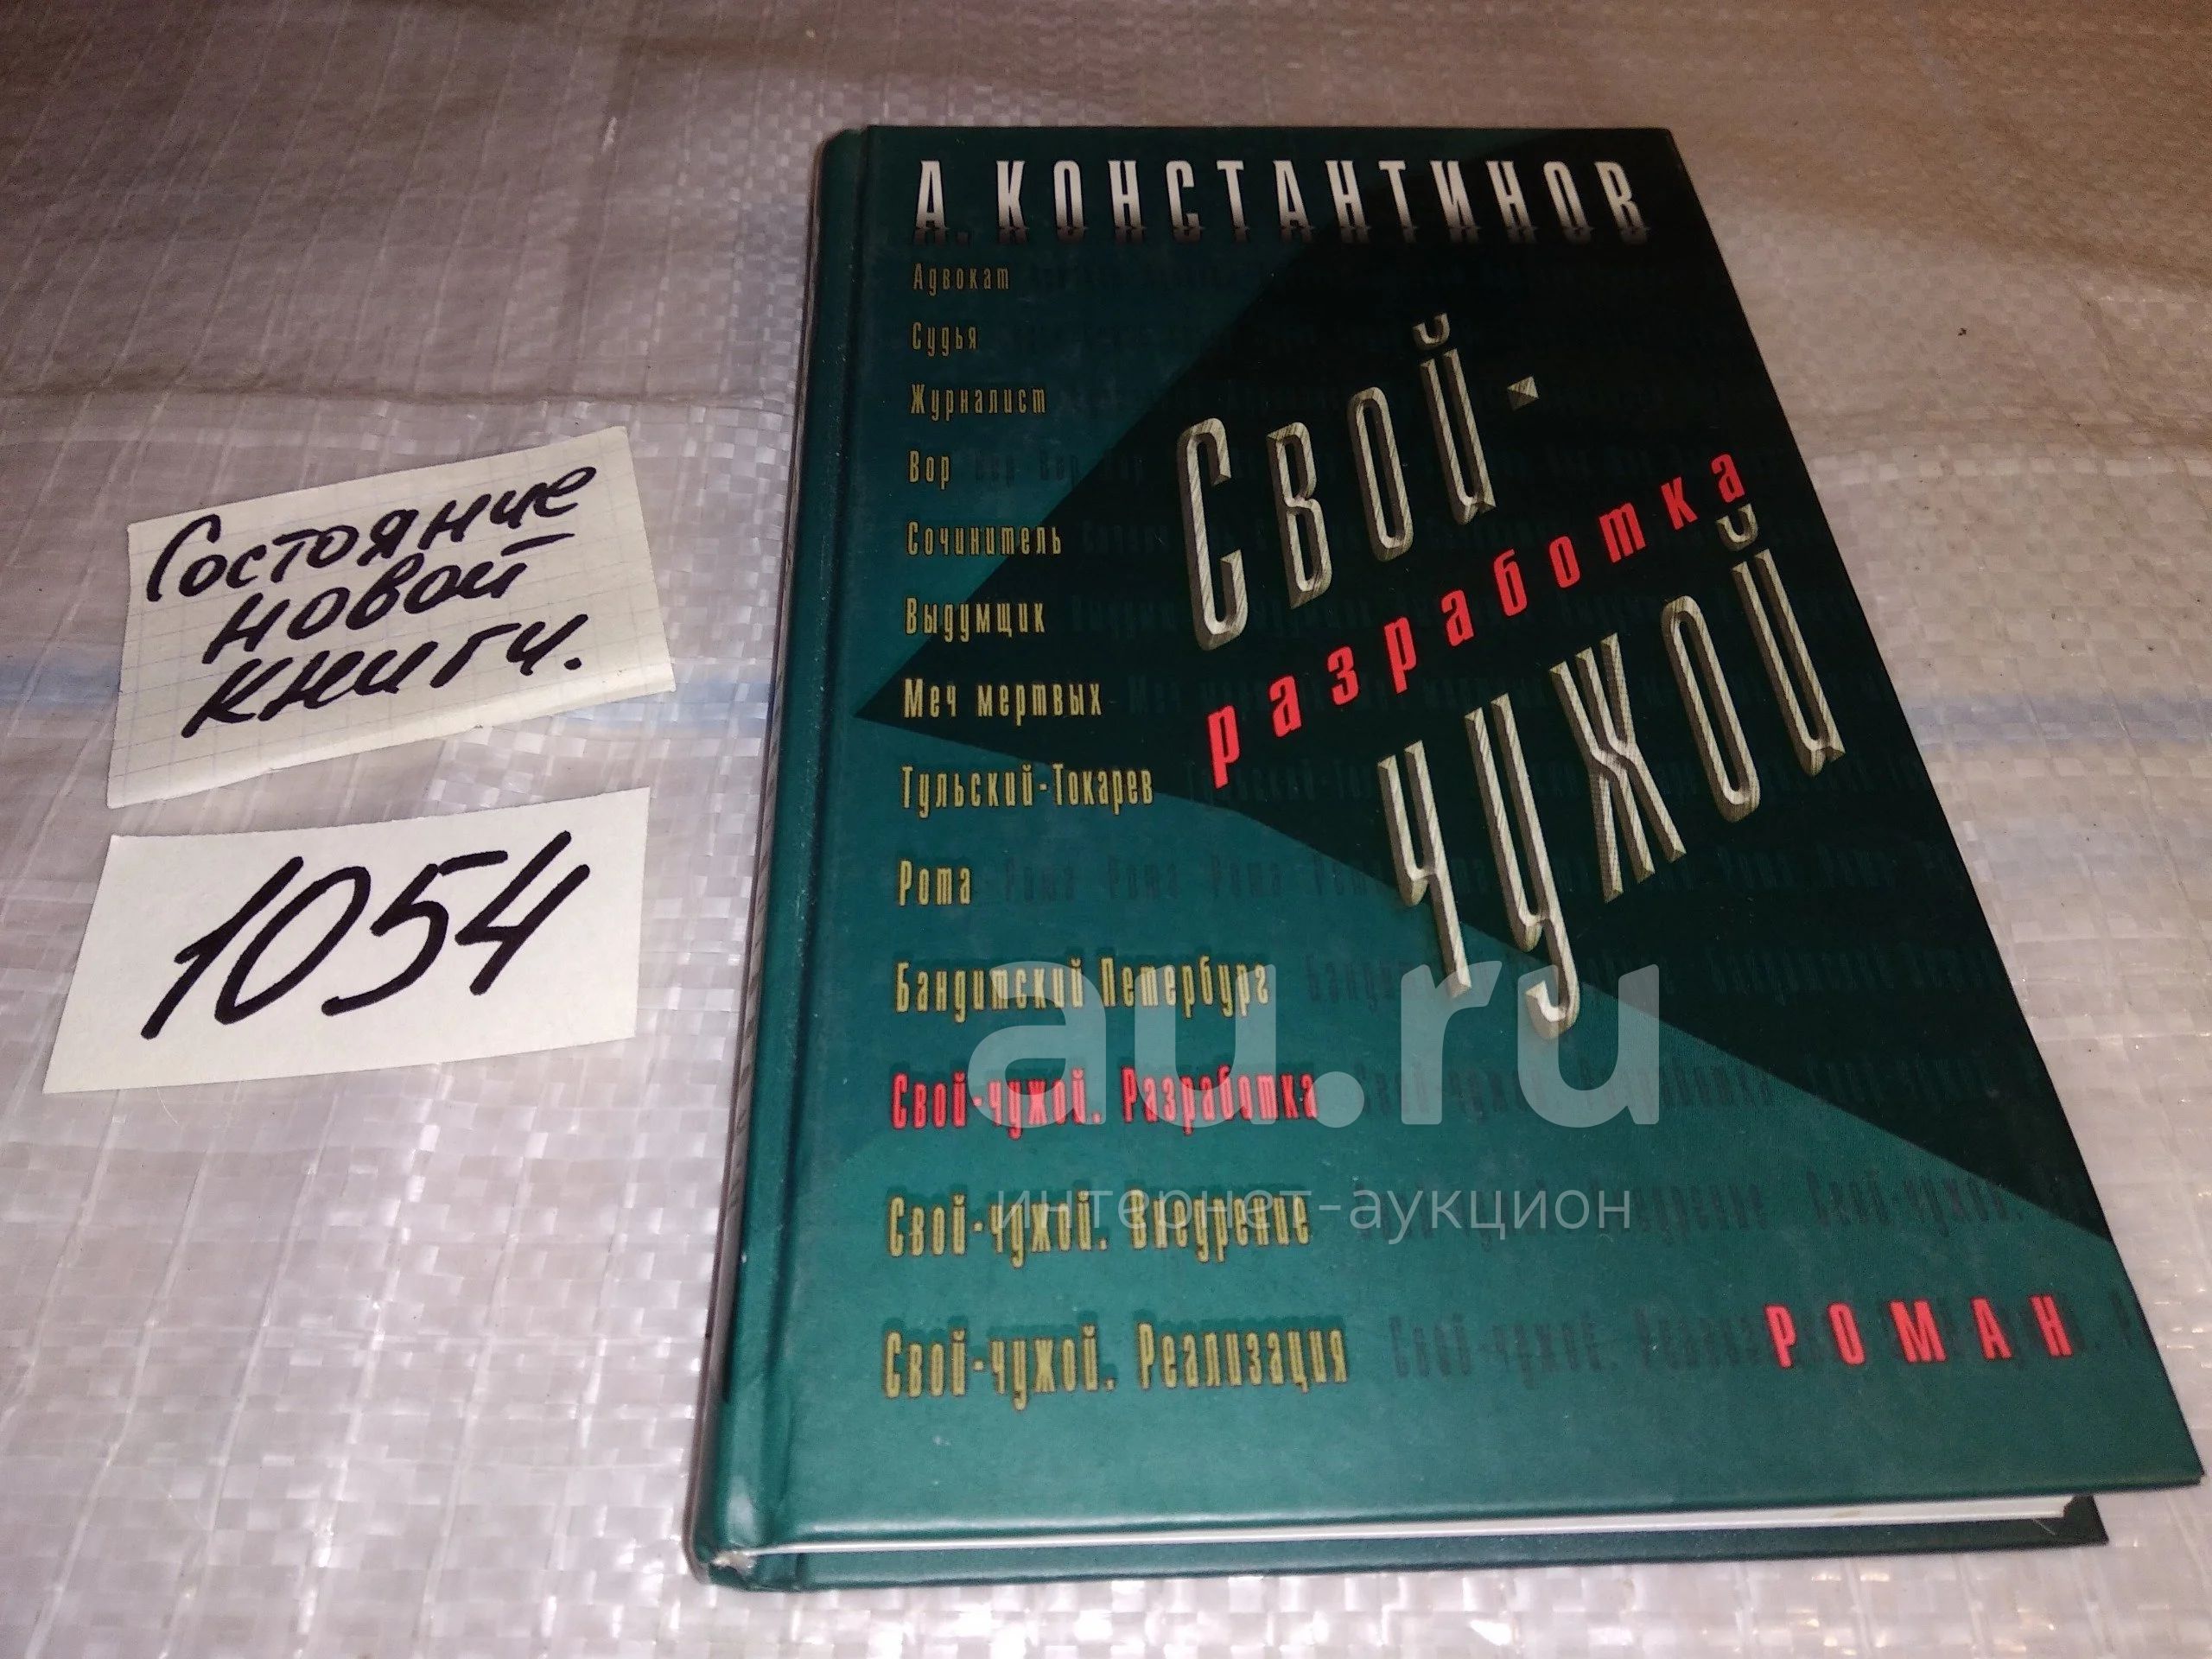 Состояние
новой
книги.
1054
А. КОНСТАНТИНОВ
Адвокат
Судья
Журналист
Вор
Сочинитель
Выдумщик
Меч мертвых
Тульский-Токарев
Рота
Бандитский Петербург
Свой-чужой. Разработка
Свой-чужой. Внедрение
Свой-чужой. Реализация
Свой-
разработка
чужой
РОМАН
au.ru
интернет-аукцион